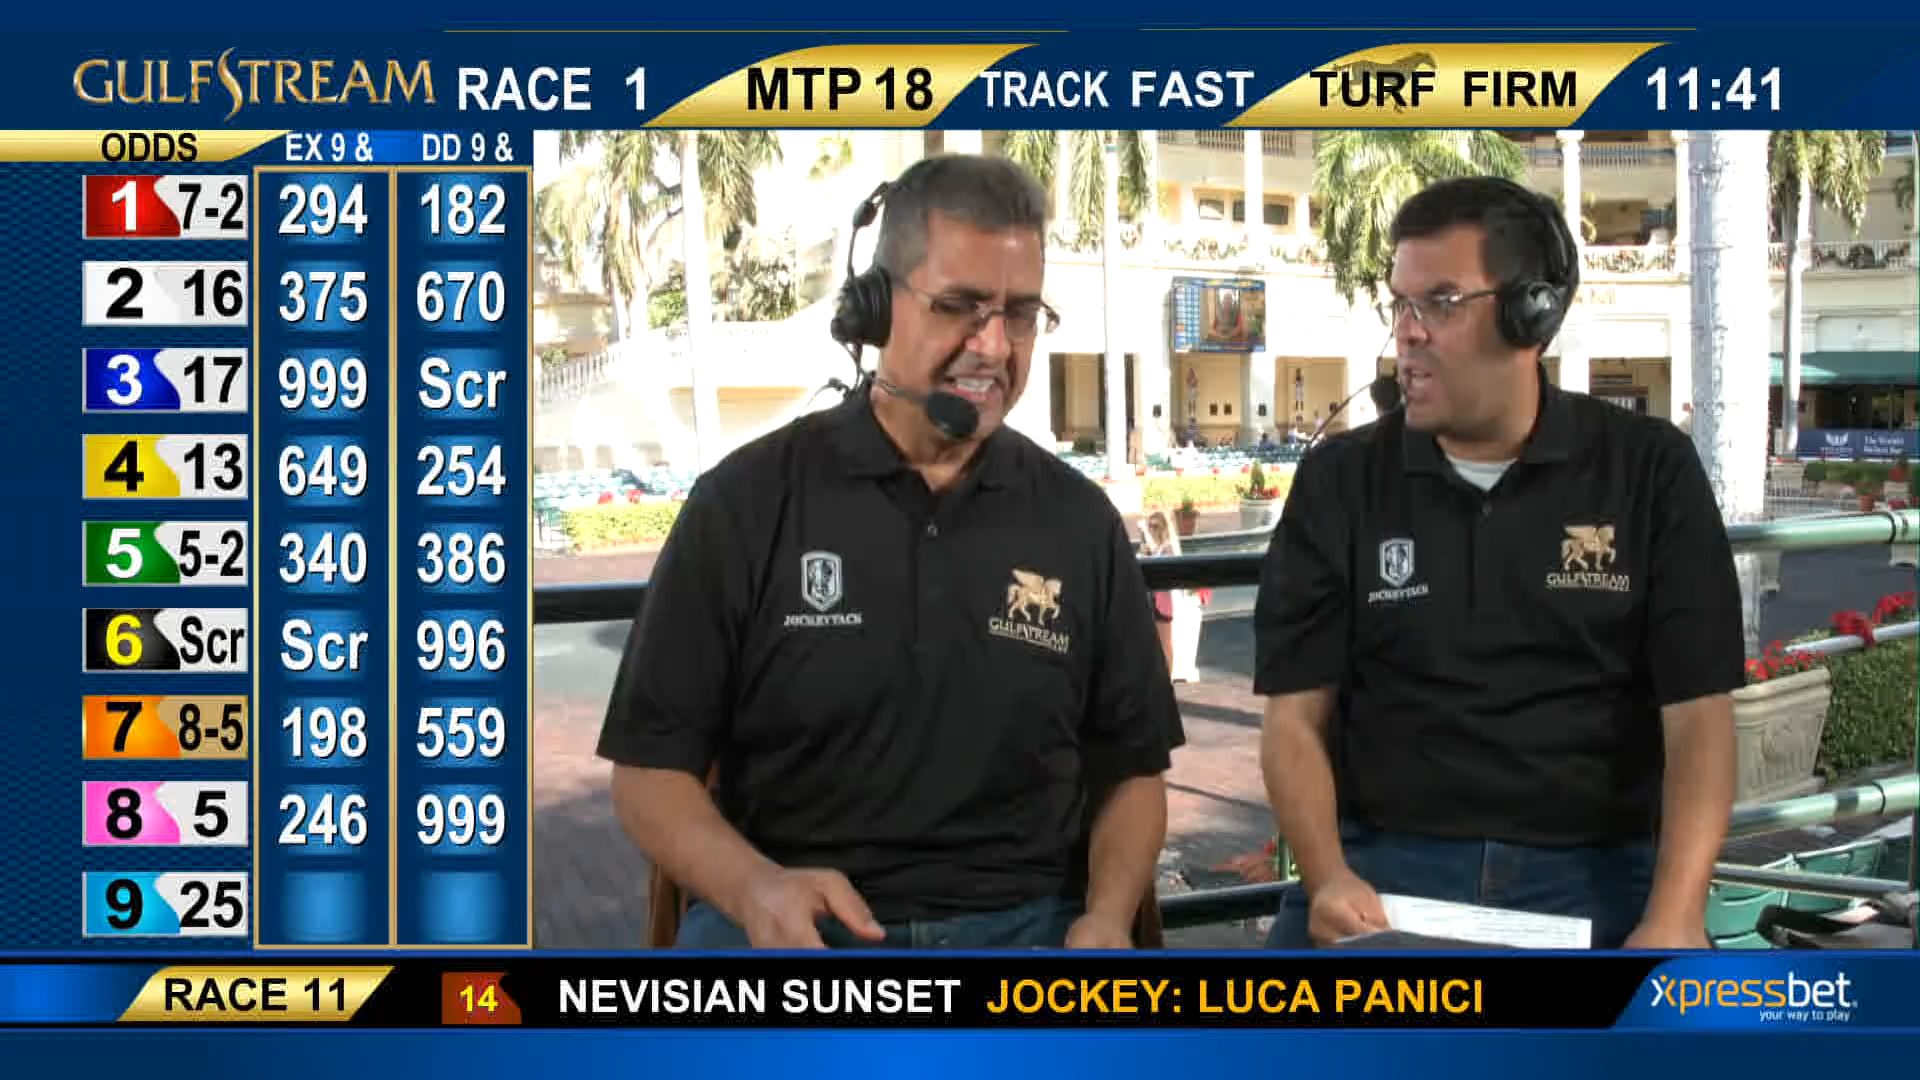 GULFSTREAM RACE 1 MTP 18 TRACK FAST TURF FIRM 11:41
ODDS EX 9 & DD 9 &
1 7-2 294 182
2 16 375 670
3 17 999 Scr
4 13 649 254
5 5-2 340 386
6 Scr Scr 996
7 8-5 198 559
8 5 246 999
9 25
JOCKEYTACK
GULFSTREAM
JOCKEYTACK
GULFSTREAM
RACE 11 14 NEVISIAN SUNSET JOCKEY: LUCA PANICI
xpressbet
your way to play